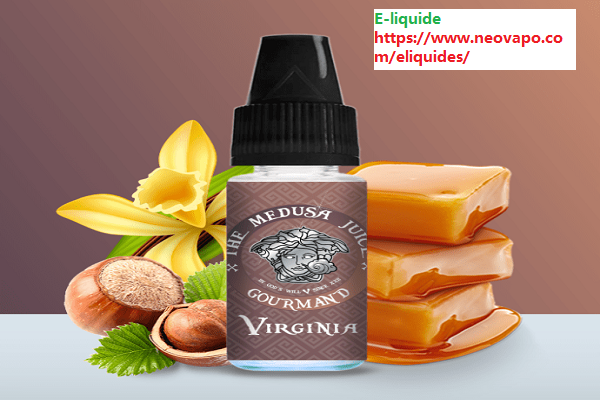 E-liquide
https://www.neovapo.co
m/eliquides/
THE MEDUSA JUICE
GOURMAND
VIRGINIA